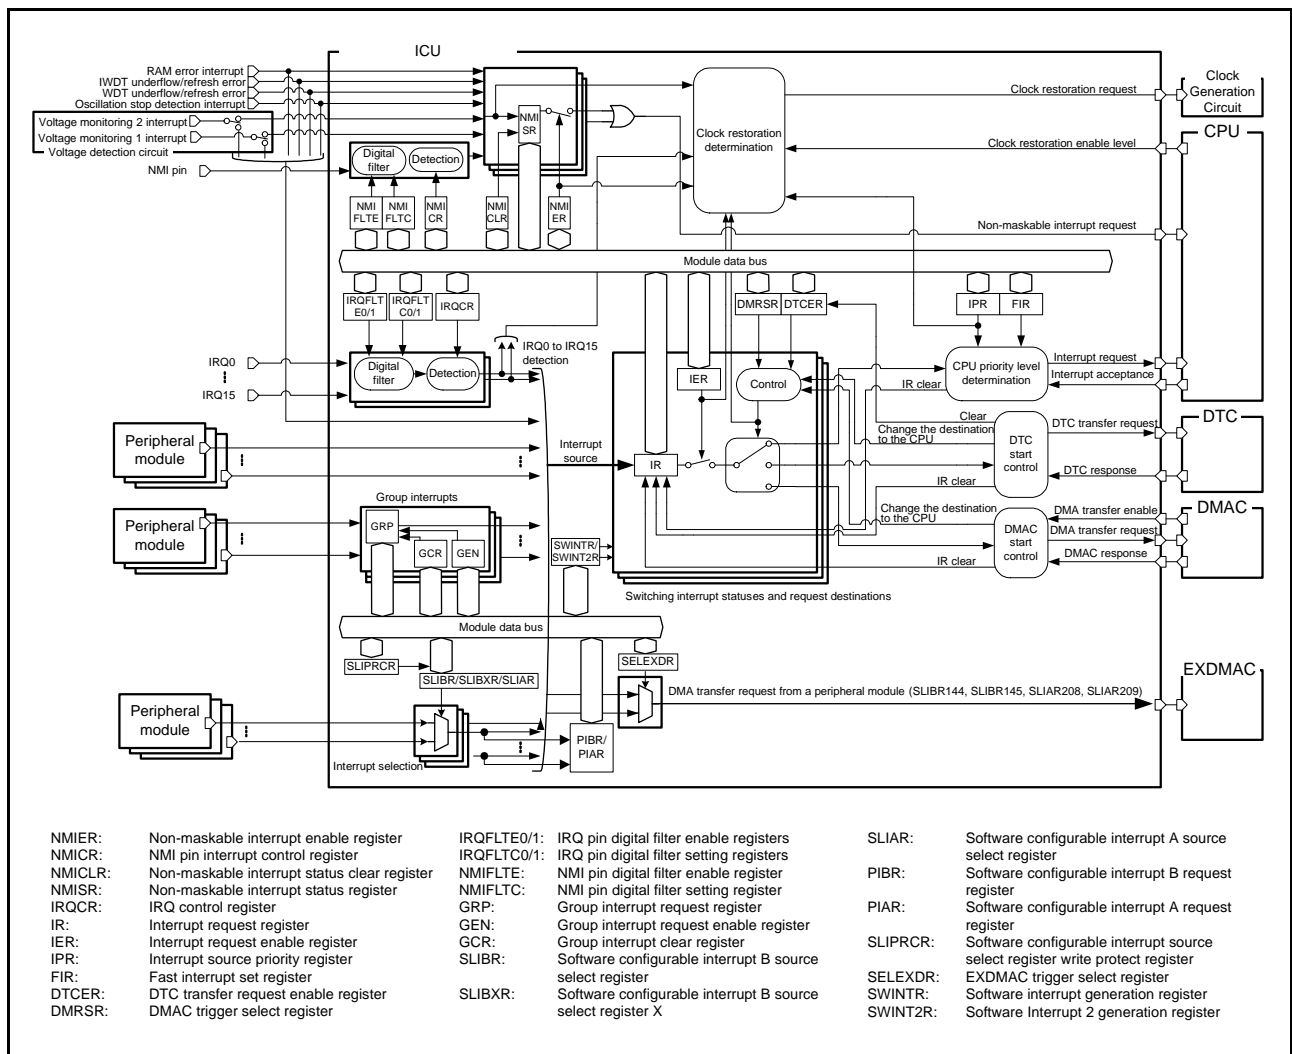 ICU
RAM error interrupt
IWDT underflow/refresh error
WDT underflow/refresh error
Oscillation stop detection interrupt
Voltage monitoring 2 interrupt
Voltage monitoring 1 interrupt
Voltage detection circuit
NMI pin
Digital
filter
Detection
NMI
SR
NMI
FLTE
NMI
FLTC
NMI
CR
NMI
CLR
NMI
ER
Clock restoration
determination
Clock restoration request
Clock
Generation
Circuit
CPU
Clock restoration enable level
Non-maskable interrupt request
Module data bus
IRQFLT
E0/1
IRQFLT
C0/1
IRQCR
DMRSR
DTCER
IPR
FIR
IRQ0
IRQ15
Digital
filter
Detection
IRQ0 to IRQ15
detection
IER
Control
CPU priority level
determination
Interrupt request
Interrupt acceptance
IR clear
Peripheral
module
Interrupt
source
IR
Clear
Change the destination
to the CPU
DTC
start
control
DTC transfer request
DTC response
DTC
IR clear
Peripheral
module
Group interrupts
GRP
GCR
GEN
SWINTR/
SWINT2R
Change the destination
to the CPU
DMAC
start
control
DMA transfer enable
DMA transfer request
DMAC response
DMAC
IR clear
Switching interrupt statuses and request destinations
Module data bus
SLIPRCR
SLIBR/SLIBXR/SLIAR
SELEXDR
DMA transfer request from a peripheral module (SLIBR144, SLIBR145, SLIAR208, SLIAR209)
EXDMAC
Peripheral
module
Interrupt selection
PIBR/
PIAR
NMIER: Non-maskable interrupt enable register
NMICR: NMI pin interrupt control register
NMICLR: Non-maskable interrupt status clear register
NMISR: Non-maskable interrupt status register
IRQCR: IRQ control register
IR: Interrupt request register
IER: Interrupt request enable register
IPR: Interrupt source priority register
FIR: Fast interrupt set register
DTCER: DTC transfer request enable register
DMRSR: DMAC trigger select register
IRQFLTE0/1: IRQ pin digital filter enable registers
IRQFLTC0/1: IRQ pin digital filter setting registers
NMIFLTE: NMI pin digital filter enable register
NMIFLTC: NMI pin digital filter setting register
GRP: Group interrupt request register
GEN: Group interrupt request enable register
GCR: Group interrupt clear register
SLIBR: Software configurable interrupt B source
select register
SLIBXR: Software configurable interrupt B source
select register X
SLIAR: Software configurable interrupt A source
select register
PIBR: Software configurable interrupt B request
register
PIAR: Software configurable interrupt A request
register
SLIPRCR: Software configurable interrupt source
select register write protect register
SELEXDR: EXDMAC trigger select register
SWINTR: Software interrupt generation register
SWINT2R: Software Interrupt 2 generation register